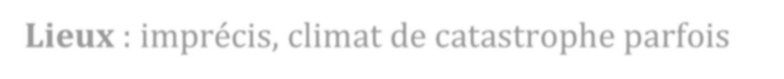 Lieux : imprécis, climat de catastrophe parfois